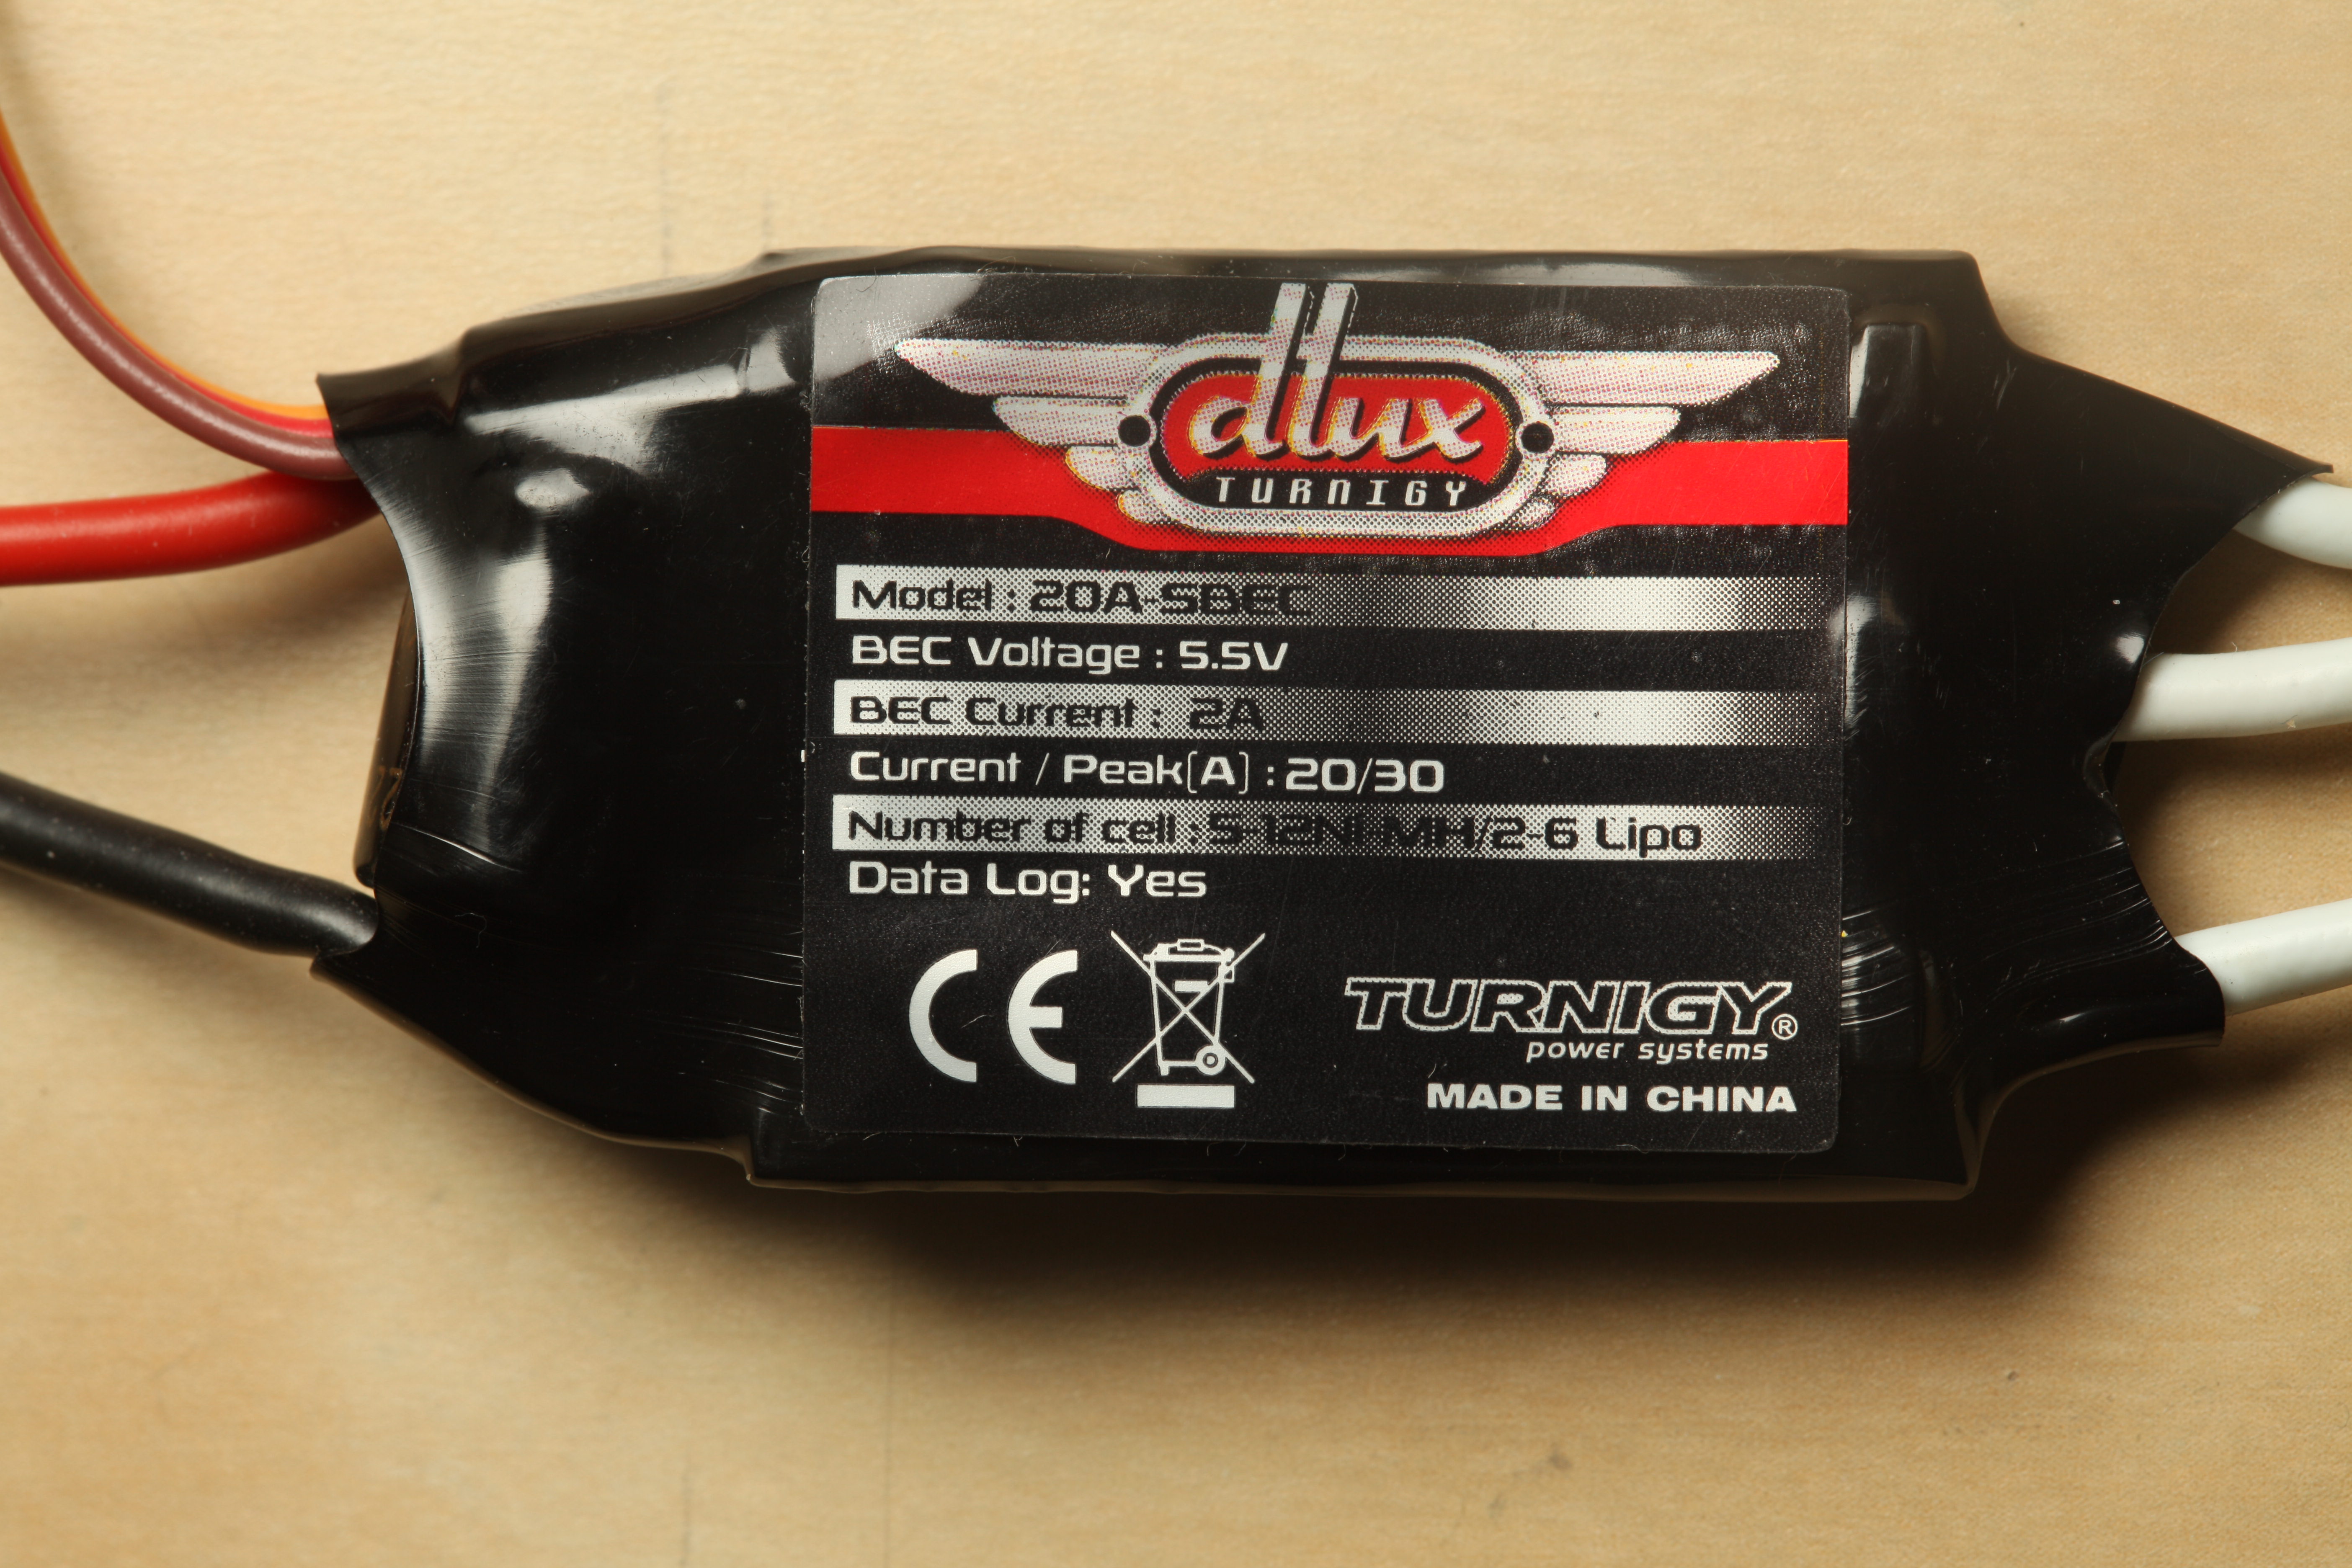 dlux
TURNIGY
Model : 20A-SBEC
BEC Voltage : 5.5V
BEC Current : 2A
Current / Peak(A) : 20/30
Number of cell : 5-12Ni-MH/2-6 Lipo
Data Log: Yes
CE
TURNIGY®
power systems
MADE IN CHINA